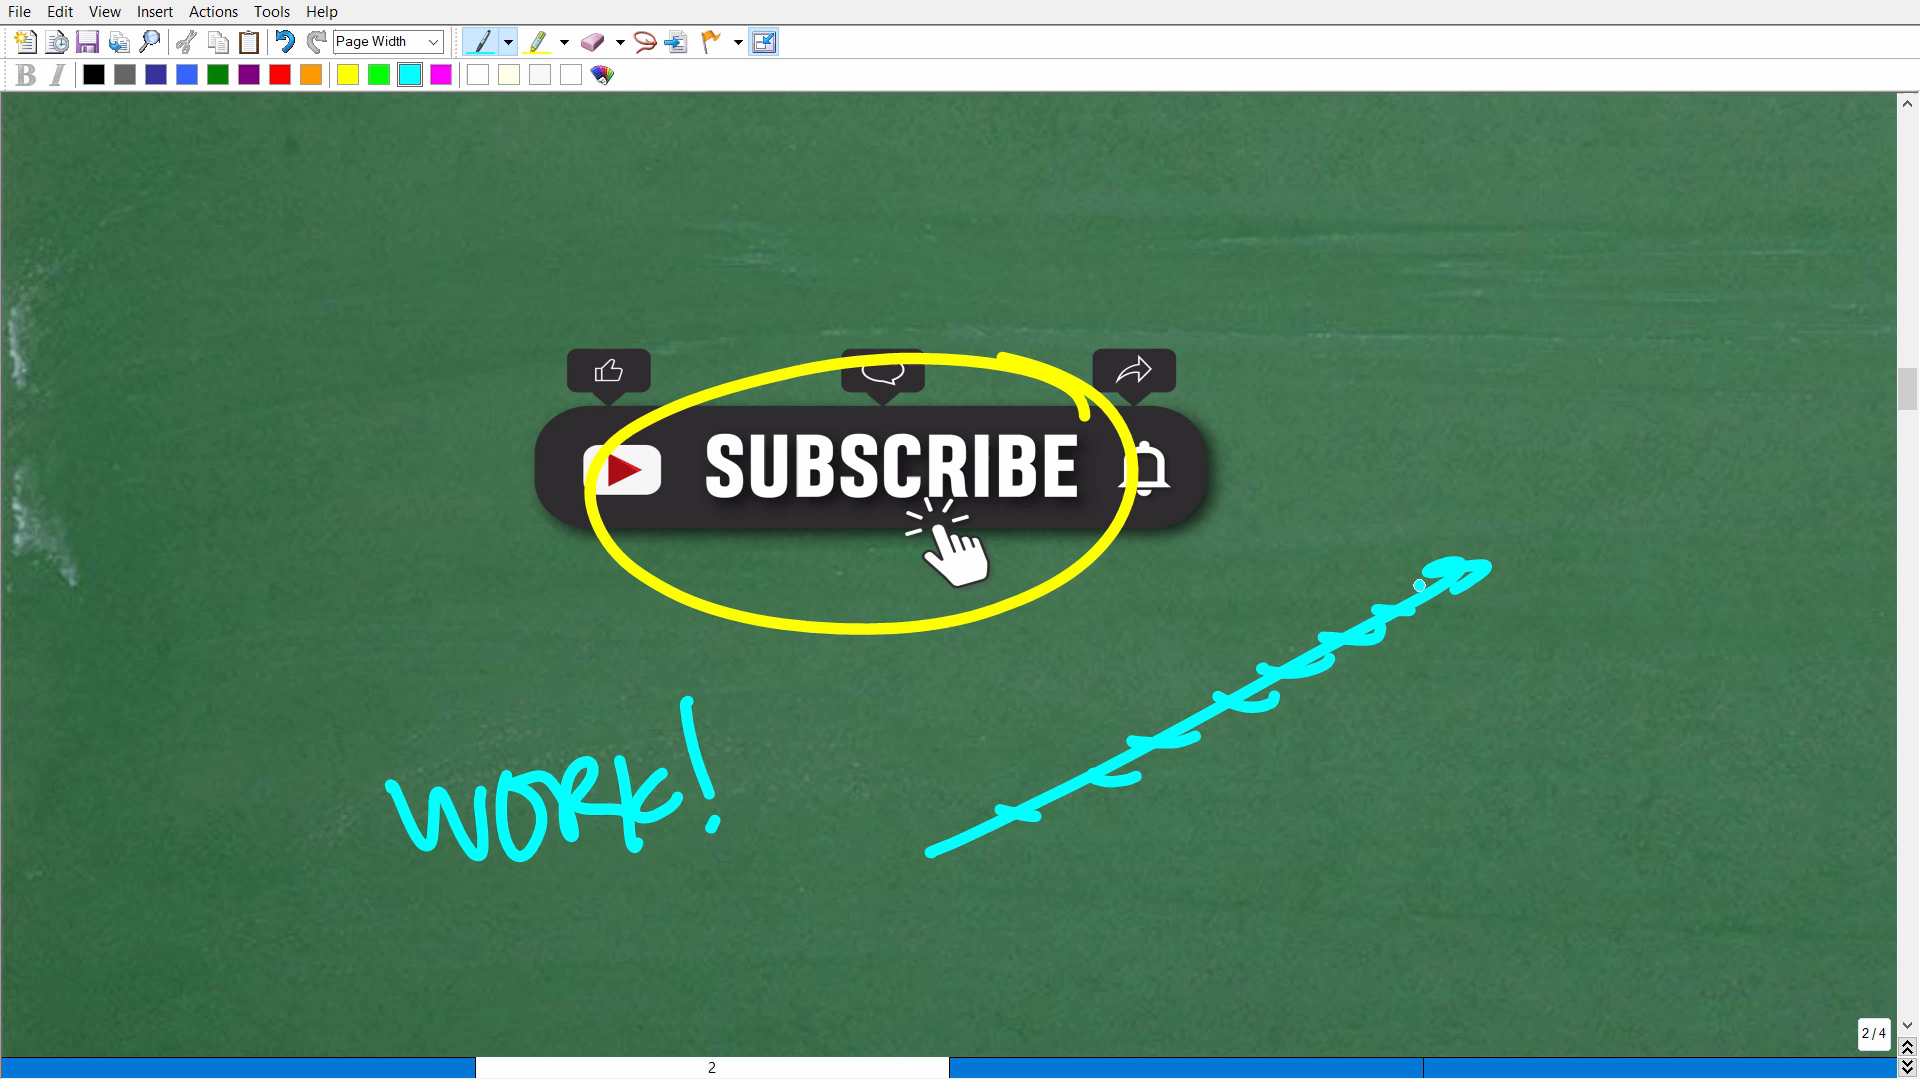 File Edit View Insert Actions Tools Help
Page Width
B I
SUBSCRIBE
WORK!
2 / 4
2